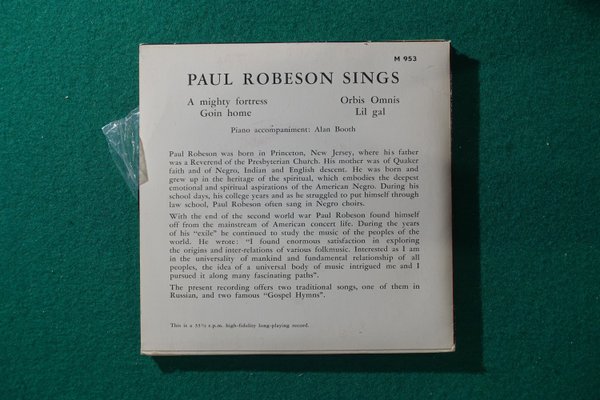 M 953
PAUL ROBESON SINGS
A mighty fortress Orbis Omnis
Goin home Lil gal
Piano accompaniment: Alan Booth
Paul Robeson was born in Princeton, New Jersey, where his father
was a Reverend of the Presbyterian Church. His mother was of Quaker
faith and of Negro, Indian and English descent. He was born and
grew up in the heritage of the spiritual, which embodies the deepest
emotional and spiritual aspirations of the American Negro. During his
school days, his college years and as he struggled to put himself through
law school, Paul Robeson often sang in Negro choirs.
With the end of the second world war Paul Robeson found himself
off from the mainstream of American concert life. During the years
of his "exile" he continued to study the music of the peoples of the
world. He wrote: "I found enormous satisfaction in exploring
the origins and inter-relations of various folkmusic. Interested as I am
in the universality of mankind and fundamental relationship of all
peoples, the idea of a universal body of music intrigued me and I
pursued it along many fascinating paths".
The present recording offers two traditional songs, one of them in
Russian, and two famous "Gospel Hymns".
This is a 33⅓ r.p.m. high-fidelity long-playing record.